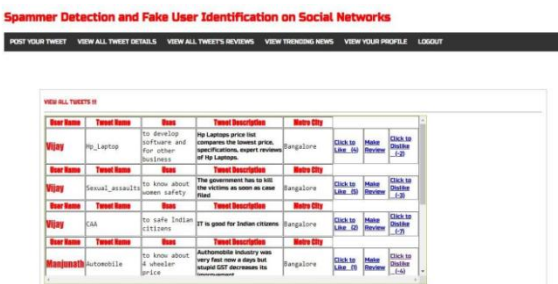 Spammer Detection and Fake User Identification on Social Networks
POST YOUR TWEET VIEW ALL TWEET DETAILS VIEW ALL TWEET'S REVIEWS VIEW TRENDING NEWS VIEW YOUR PROFILE LOGOUT
VIEW ALL TWEETS !!
User Name Tweet Name Uses Tweet Description Metro City
Vijay Hp_Laptop to develop software and for other business Hp Laptops price list compares the lowest price, specifications, expert reviews of Hp Laptops. Bangalore Click to Like (4) Make Review Click to Dislike (-2)
User Name Tweet Name Uses Tweet Description Metro City
Vijay Sexual_assaults to know about women safety The government has to kill the victims as soon as case filed Bangalore Click to Like (5) Make Review Click to Dislike
User Name Tweet Name Uses Tweet Description Metro City
Vijay CAA to safe Indian citizens IT is good for Indian citizens Bangalore Click to Like (2) Make Review Click to Dislike
User Name Tweet Name Uses Tweet Description Metro City
Manjunath Automobile to know about 4 wheeler price Authomobile industry was very fast now a days but stupid GST decreases its Bangalore Click to Like Make Review Click to Dislike